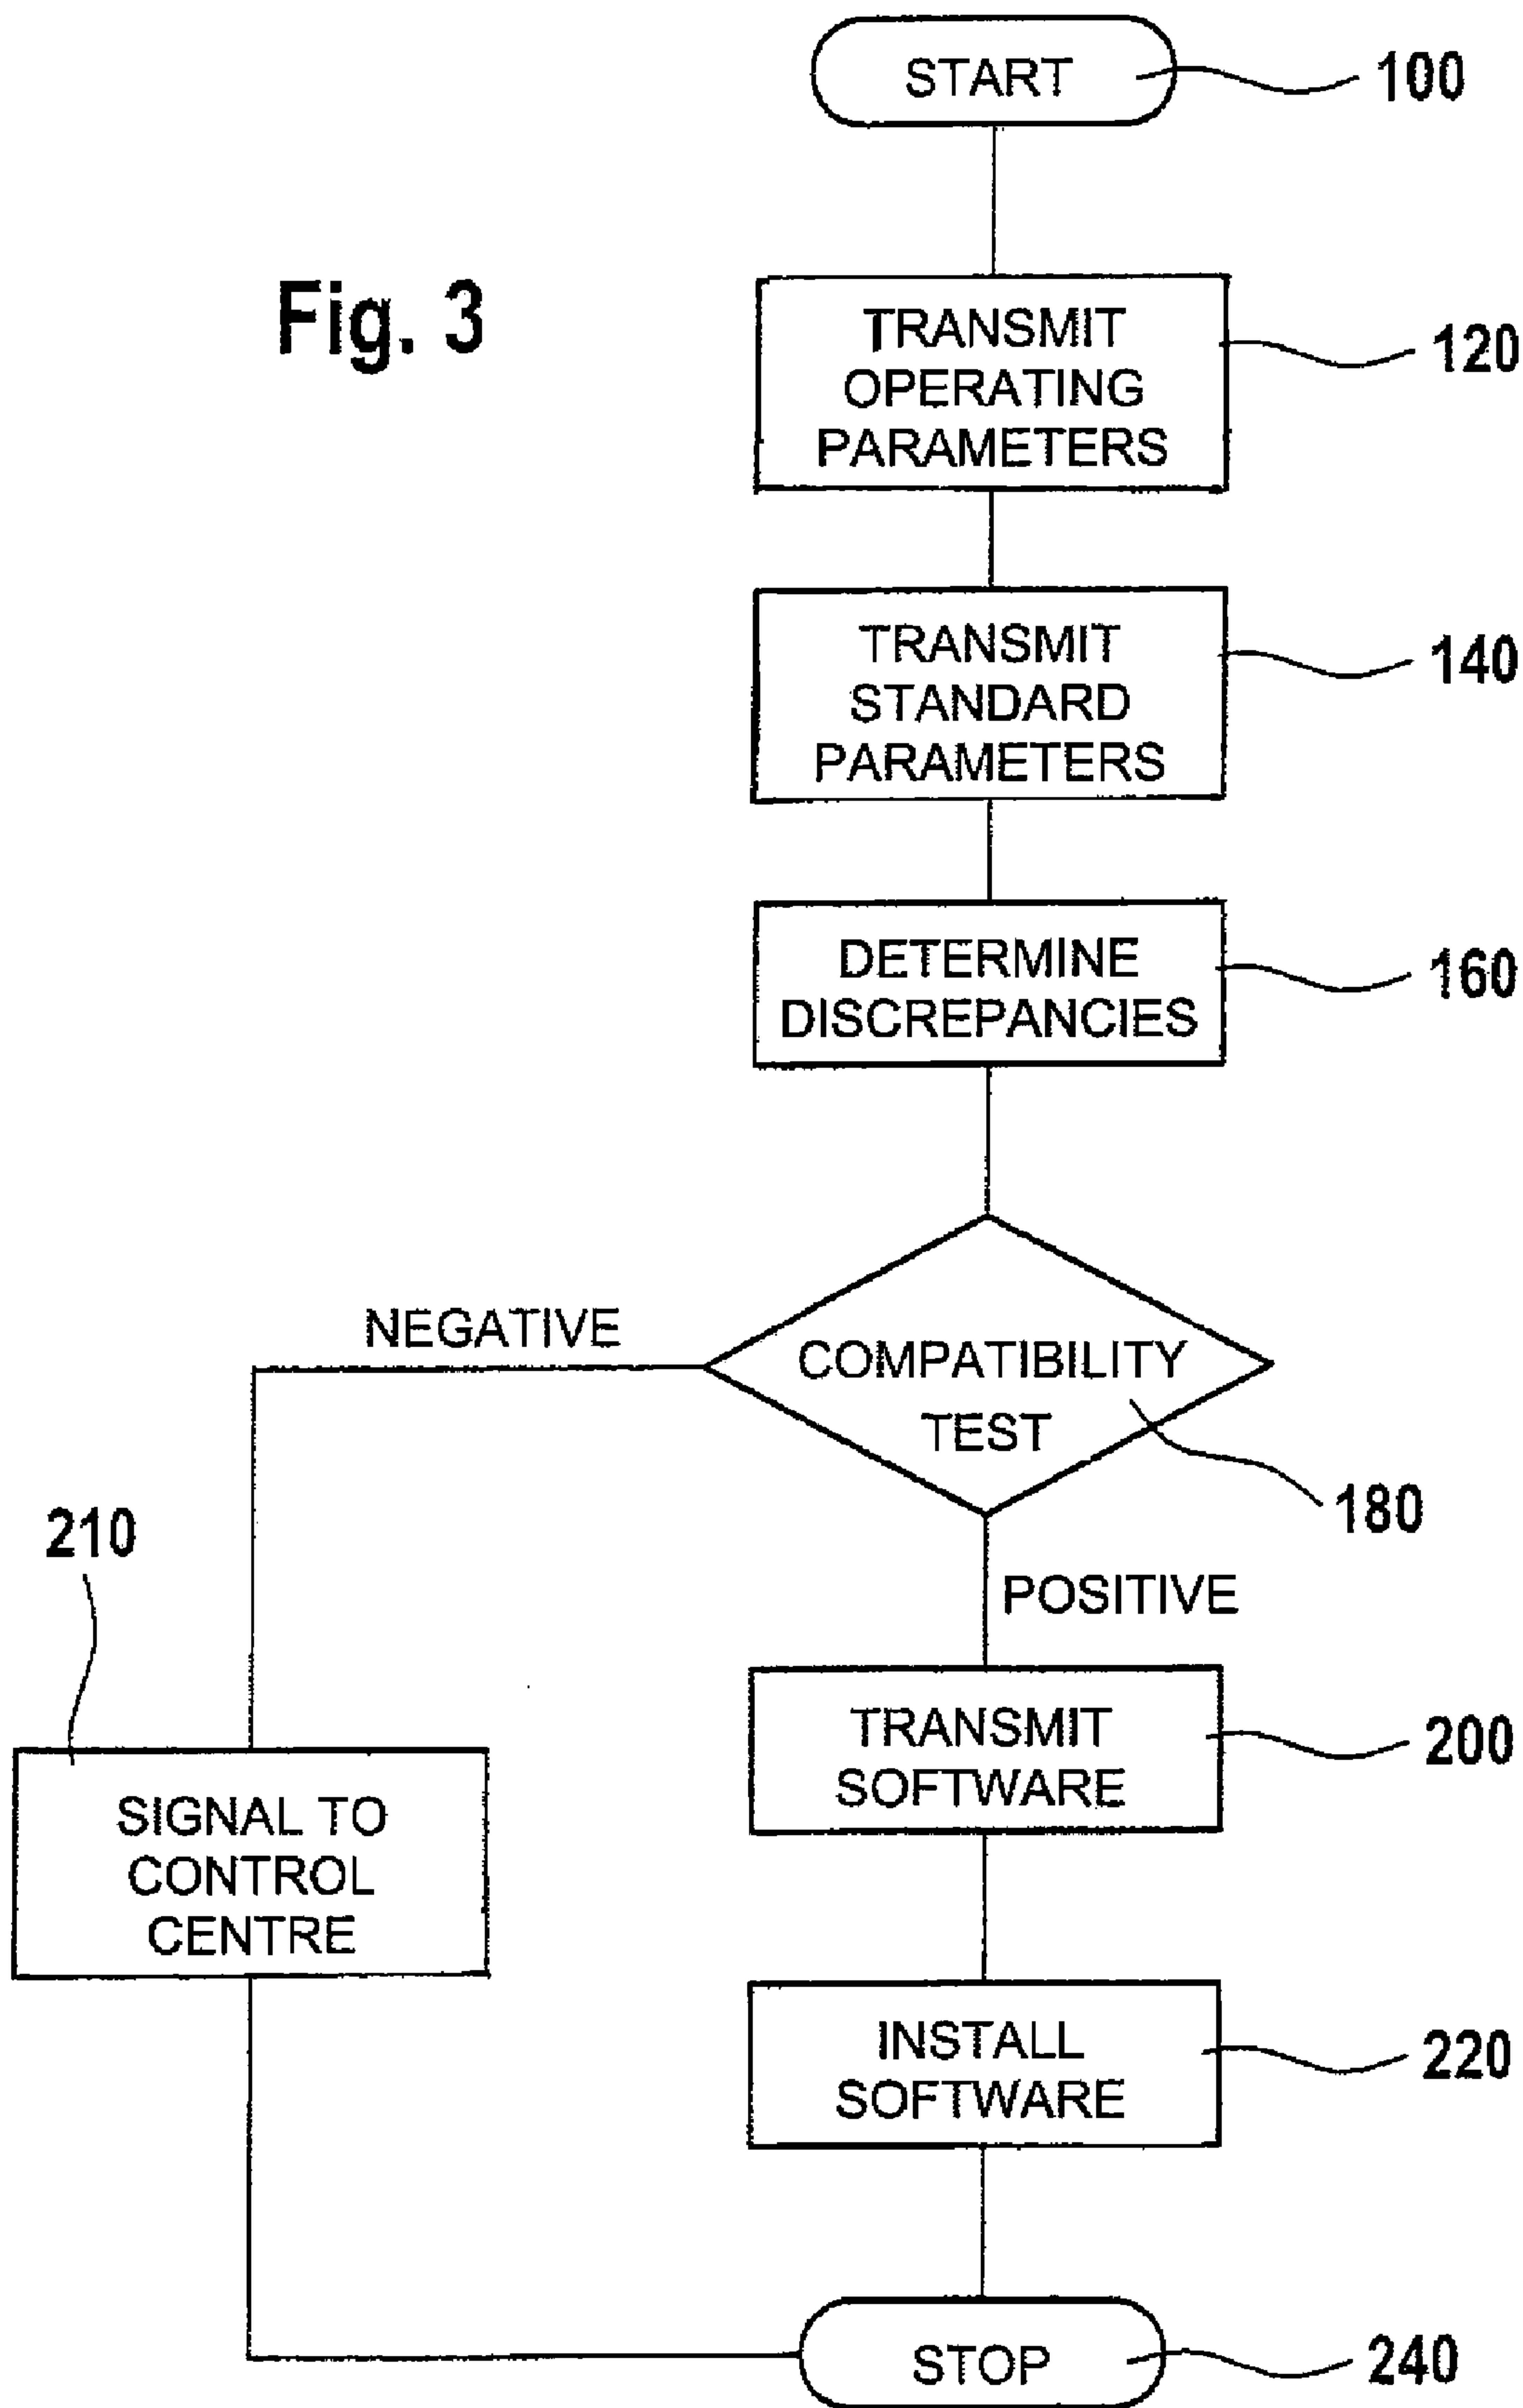 START
100
Fig. 3
TRANSMIT
OPERATING
PARAMETERS
120
TRANSMIT
STANDARD
PARAMETERS
140
DETERMINE
DISCREPANCIES
160
NEGATIVE
COMPATIBILITY
TEST
180
210
POSITIVE
TRANSMIT
SOFTWARE
200
SIGNAL TO
CONTROL
CENTRE
INSTALL
SOFTWARE
220
STOP
240